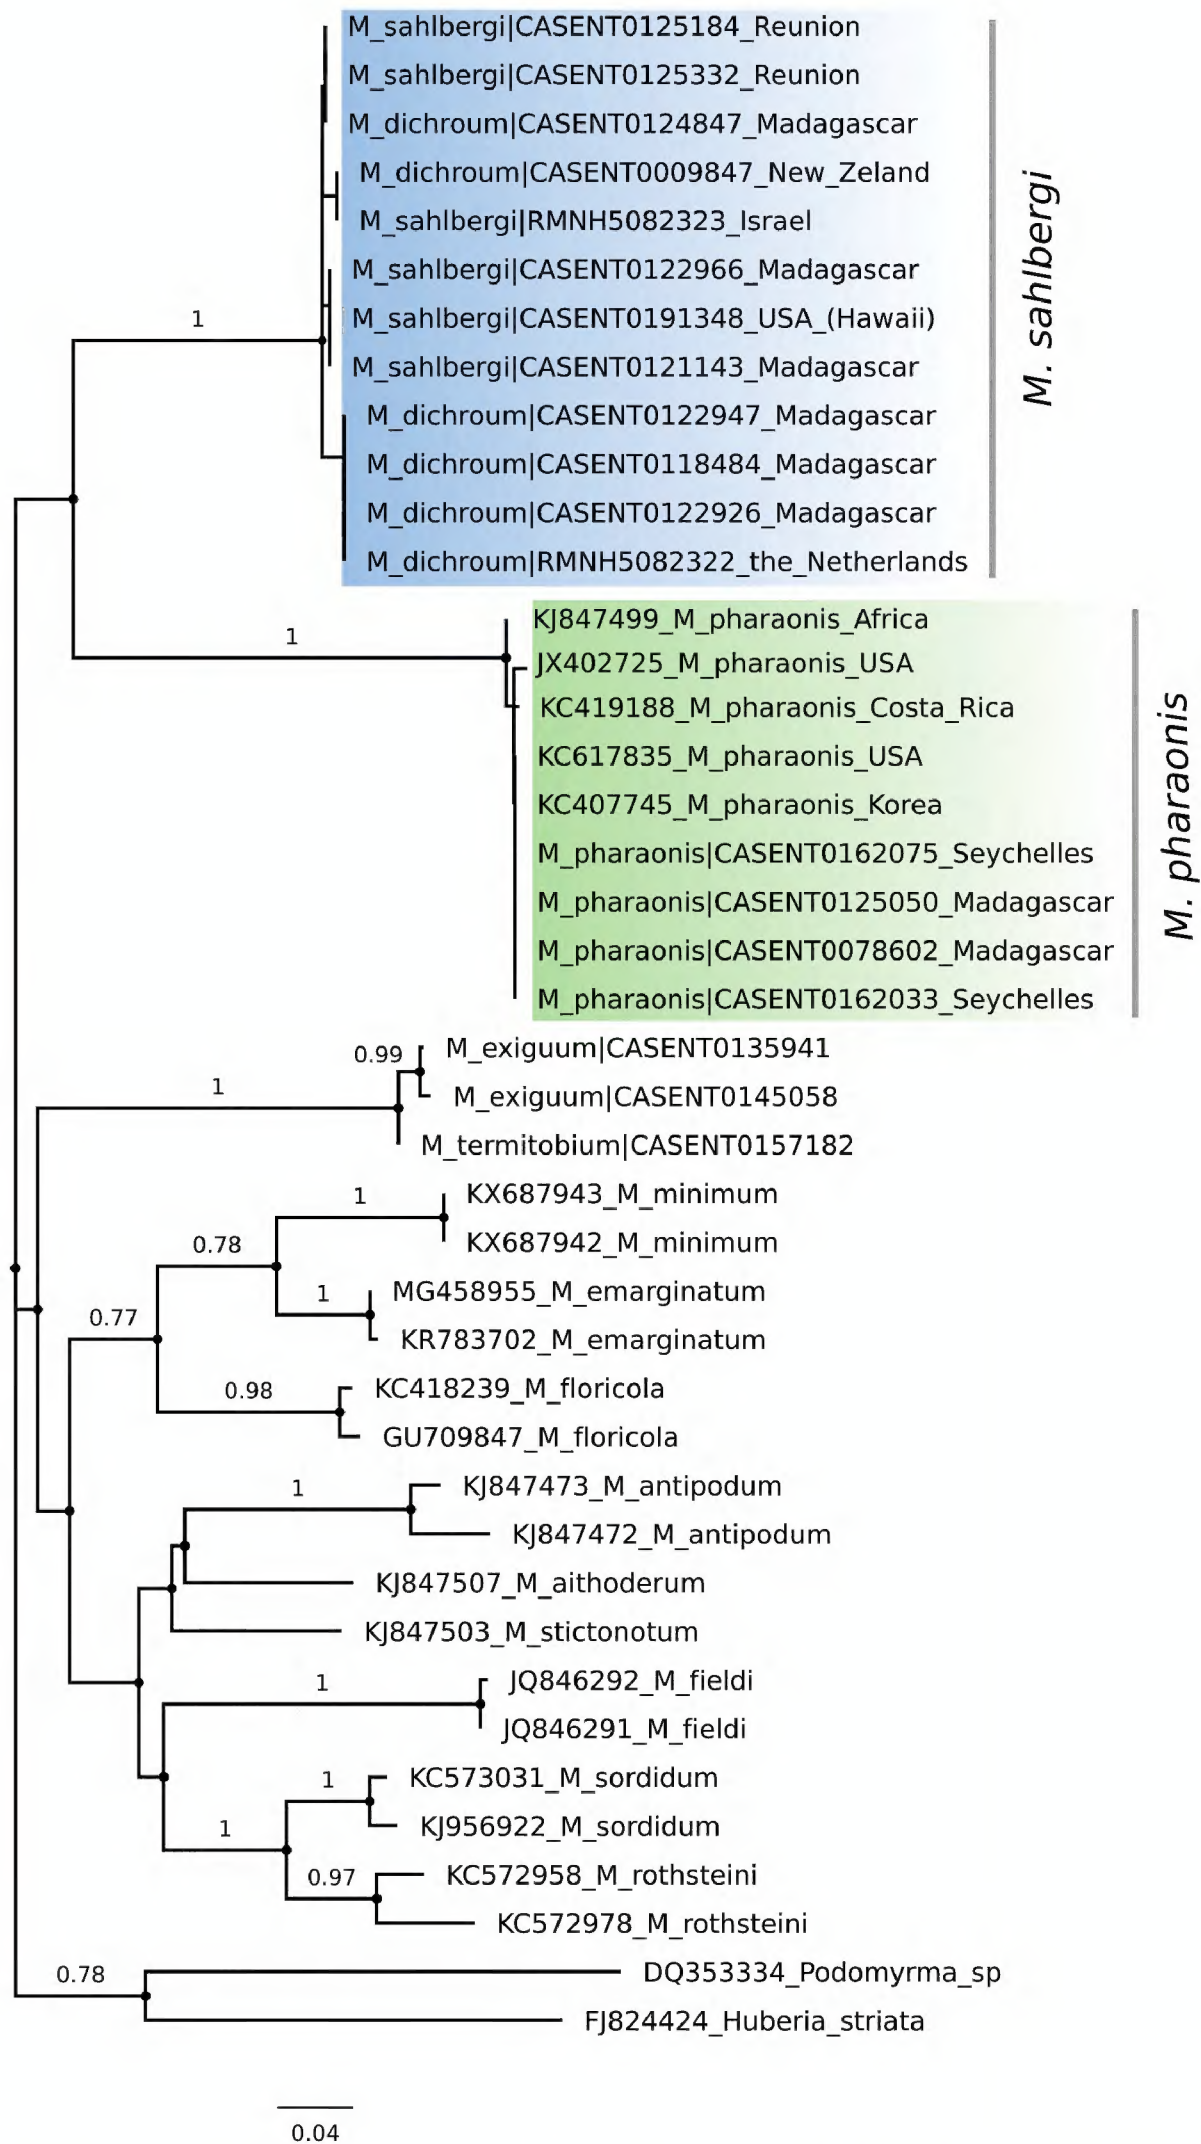 M_sahlbergi|CASENT0125184_Reunion
M_sahlbergi|CASENT0125332_Reunion
M_dichroum|CASENT0124847_Madagascar
M_dichroum|CASENT0009847_New_Zeland
M_sahlbergi|RMNH5082323_Israel
M_sahlbergi|CASENT0122966_Madagascar
1
M_sahlbergi|CASENT0191348_USA_(Hawaii)
M_sahlbergi|CASENT0121143_Madagascar
M_dichroum|CASENT0122947_Madagascar
M_dichroum|CASENT0118484_Madagascar
M_dichroum|CASENT0122926_Madagascar
M_dichroum|RMNH5082322_the_Netherlands
M. sahlbergi
KJ847499_M_pharaonis_Africa
1
JX402725_M_pharaonis_USA
KC419188_M_pharaonis_Costa_Rica
KC617835_M_pharaonis_USA
KC407745_M_pharaonis_Korea
M_pharaonis|CASENT0162075_Seychelles
M_pharaonis|CASENT0125050_Madagascar
M_pharaonis|CASENT0078602_Madagascar
M_pharaonis|CASENT0162033_Seychelles
M. pharaonis
0.99
M_exiguum|CASENT0135941
1
M_exiguum|CASENT0145058
M_termitobium|CASENT0157182
1
KX687943_M_minimum
0.78
KX687942_M_minimum
1
MG458955_M_emarginatum
0.77
KR783702_M_emarginatum
0.98
KC418239_M_floricola
GU709847_M_floricola
1
KJ847473_M_antipodum
KJ847472_M_antipodum
KJ847507_M_aithoderum
KJ847503_M_stictonotum
1
JQ846292_M_fieldi
JQ846291_M_fieldi
1
KC573031_M_sordidum
1
KJ956922_M_sordidum
0.97
KC572958_M_rothsteini
KC572978_M_rothsteini
0.78
DQ353334_Podomyrma_sp
FJ824424_Huberia_striata
0.04